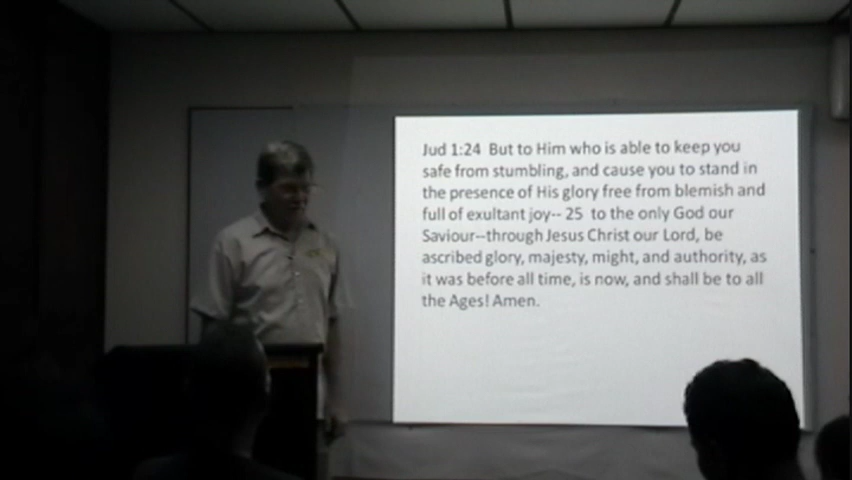 Jud 1:24 But to Him who is able to keep you
safe from stumbling, and cause you to stand in
the presence of His glory free from blemish and
full of exultant joy-- 25 to the only God our
Saviour--through Jesus Christ our Lord, be
ascribed glory, majesty, might, and authority, as
it was before all time, is now, and shall be to all
the Ages! Amen.